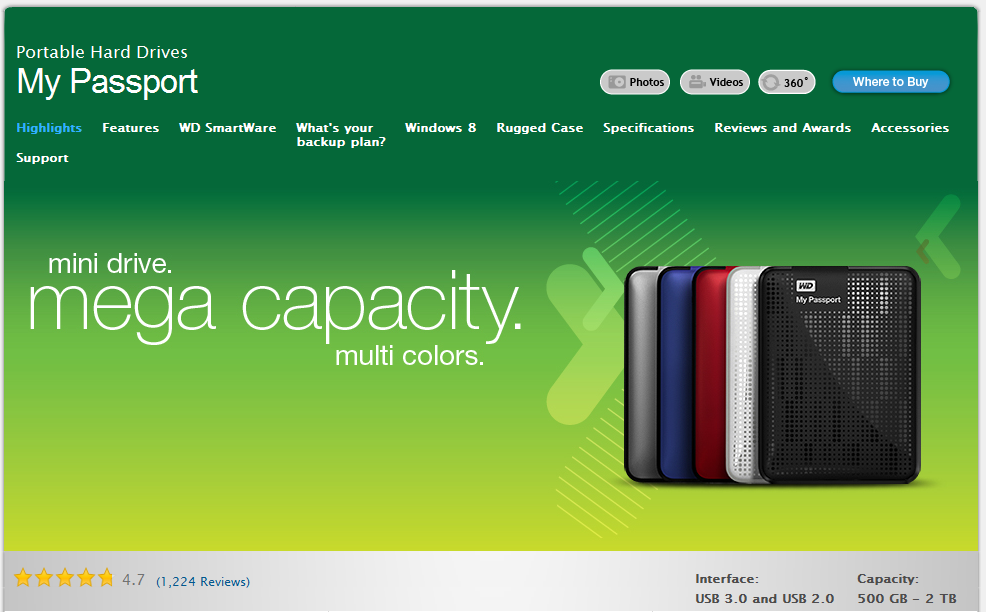 Portable Hard Drives
My Passport
Photos
Videos
360°
Where to Buy
Highlights
Features
WD SmartWare
What's your
backup plan?
Windows 8
Rugged Case
Specifications
Reviews and Awards
Accessories
Support
mini drive.
mega capacity.
multi colors.
WD
My Passport
4.7 (1,224 Reviews)
Interface:
USB 3.0 and USB 2.0
Capacity:
500 GB - 2 TB